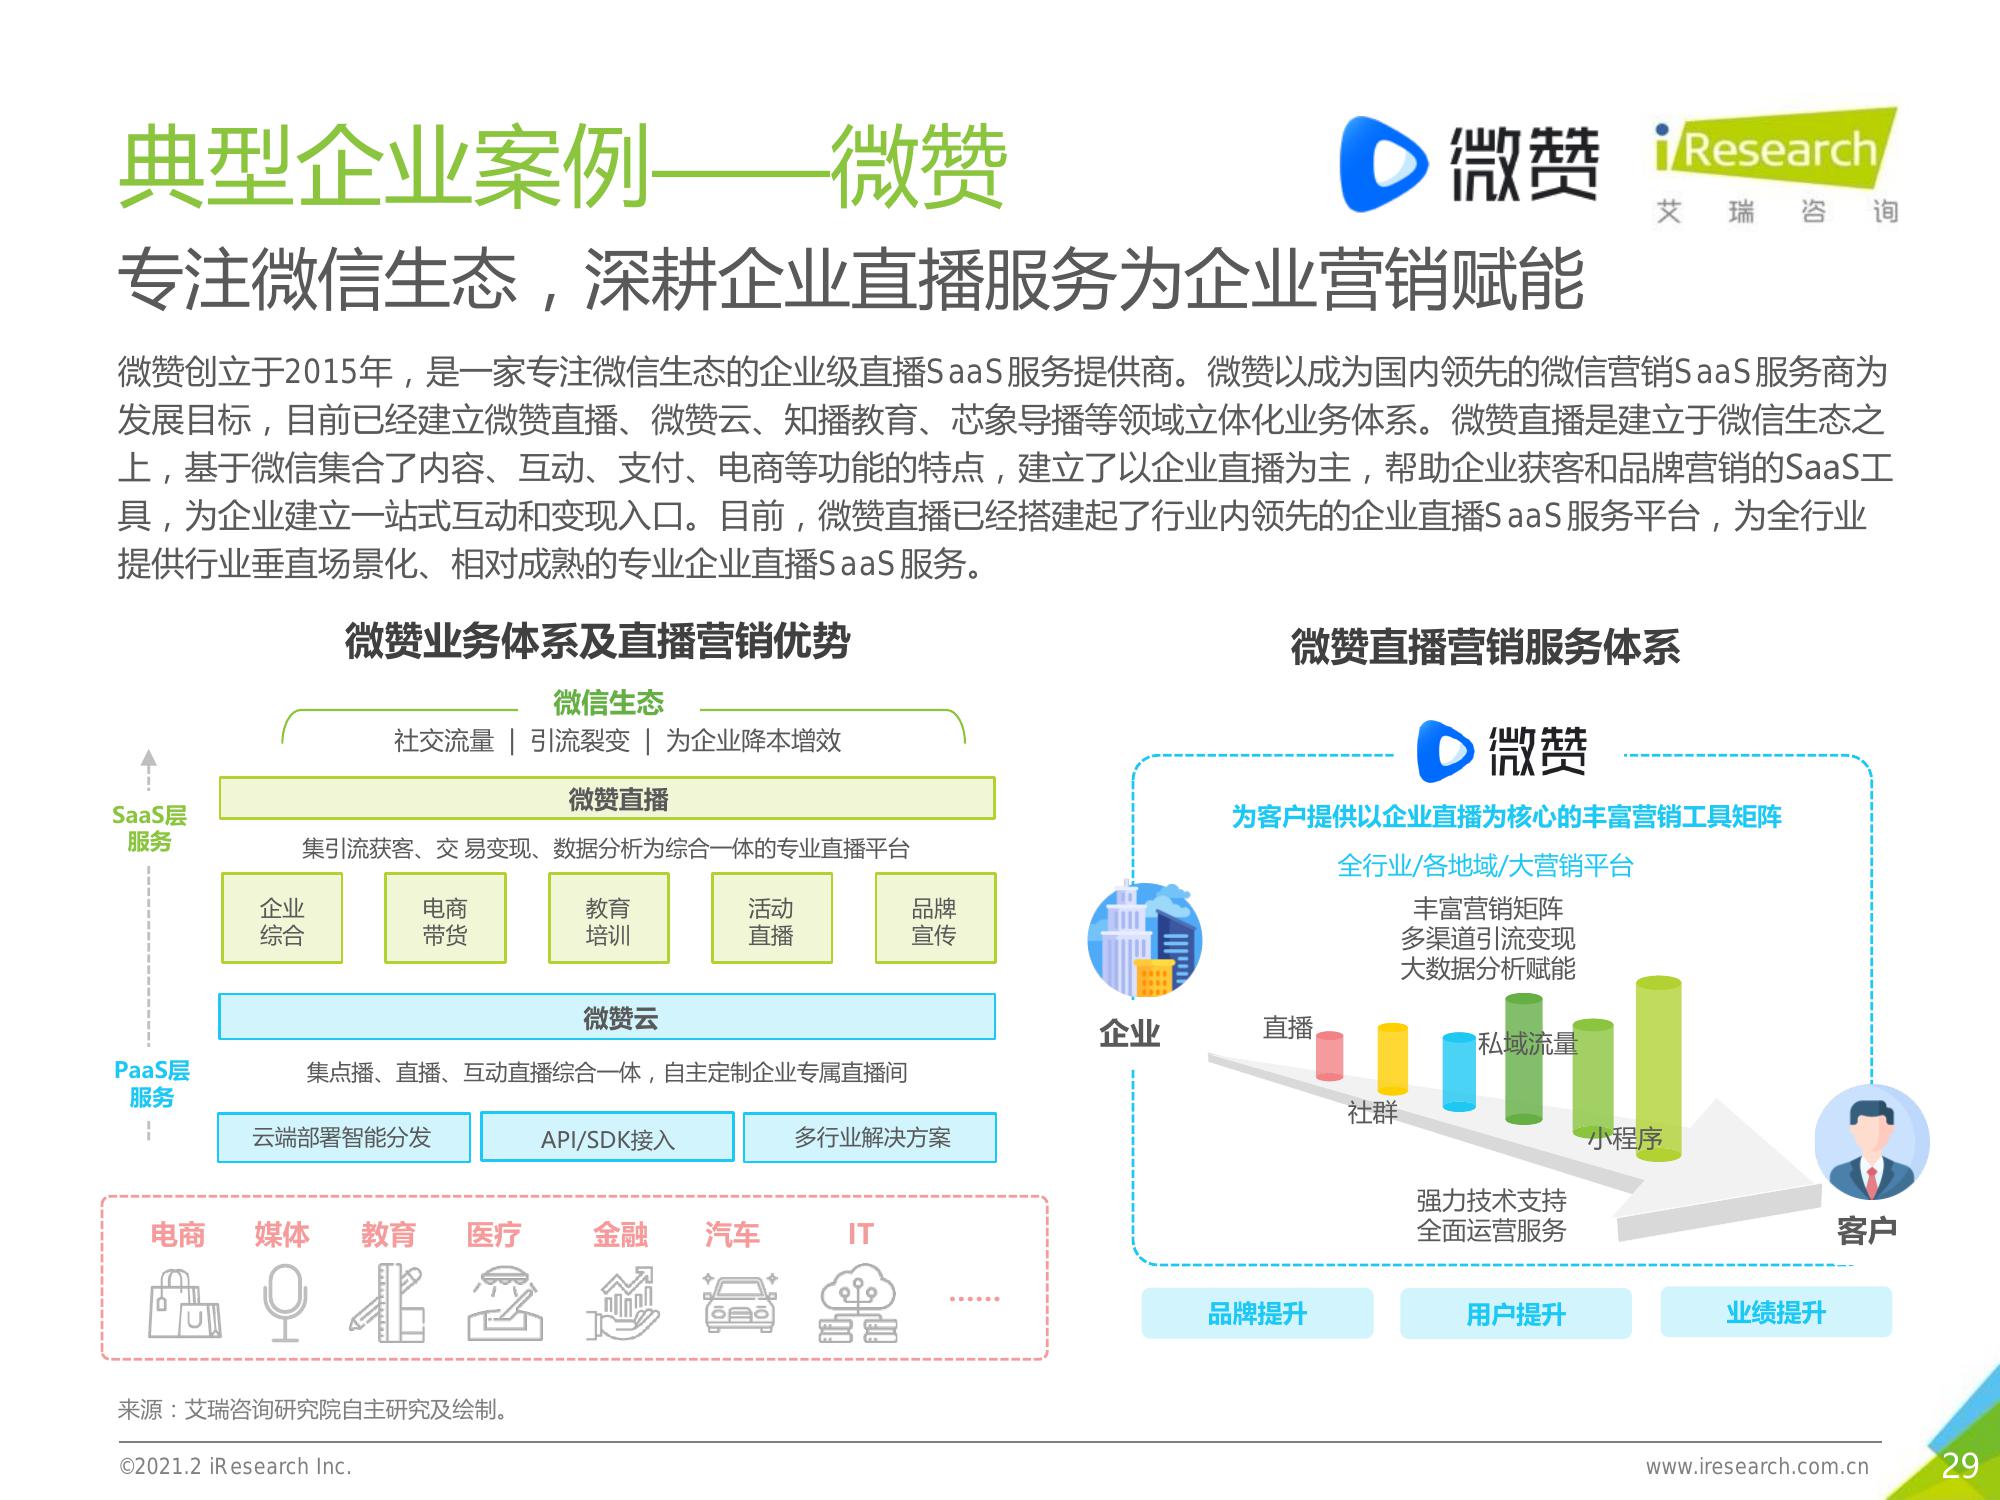 典型企业案例——微赞
微赞
iResearch
艾瑞咨询
专注微信生态，深耕企业直播服务为企业营销赋能
微赞创立于2015年，是一家专注微信生态的企业级直播SaaS服务提供商。微赞以成为国内领先的微信营销SaaS服务商为
发展目标，目前已经建立微赞直播、微赞云、知播教育、芯象导播等领域立体化业务体系。微赞直播是建立于微信生态之
上，基于微信集合了内容、互动、支付、电商等功能的特点，建立了以企业直播为主，帮助企业获客和品牌营销的SaaS工
具，为企业建立一站式互动和变现入口。目前，微赞直播已经搭建起了行业内领先的企业直播SaaS服务平台，为全行业
提供行业垂直场景化、相对成熟的专业企业直播SaaS服务。
微赞业务体系及直播营销优势
微信生态
社交流量 | 引流裂变 | 为企业降本增效
SaaS层
服务
微赞直播
集引流获客、交 易变现、数据分析为综合一体的专业直播平台
企业
综合
电商
带货
教育
培训
活动
直播
品牌
宣传
微赞云
PaaS层
服务
集点播、直播、互动直播综合一体，自主定制企业专属直播间
云端部署智能分发
API/SDK接入
多行业解决方案
电商
媒体
教育
医疗
金融
汽车
IT
......
微赞直播营销服务体系
微赞
为客户提供以企业直播为核心的丰富营销工具矩阵
全行业/各地域/大营销平台
丰富营销矩阵
多渠道引流变现
大数据分析赋能
企业
直播
私域流量
社群
小程序
强力技术支持
全面运营服务
客户
品牌提升
用户提升
业绩提升
来源：艾瑞咨询研究院自主研究及绘制。
©2021.2 iResearch Inc.
www.iresearch.com.cn
29